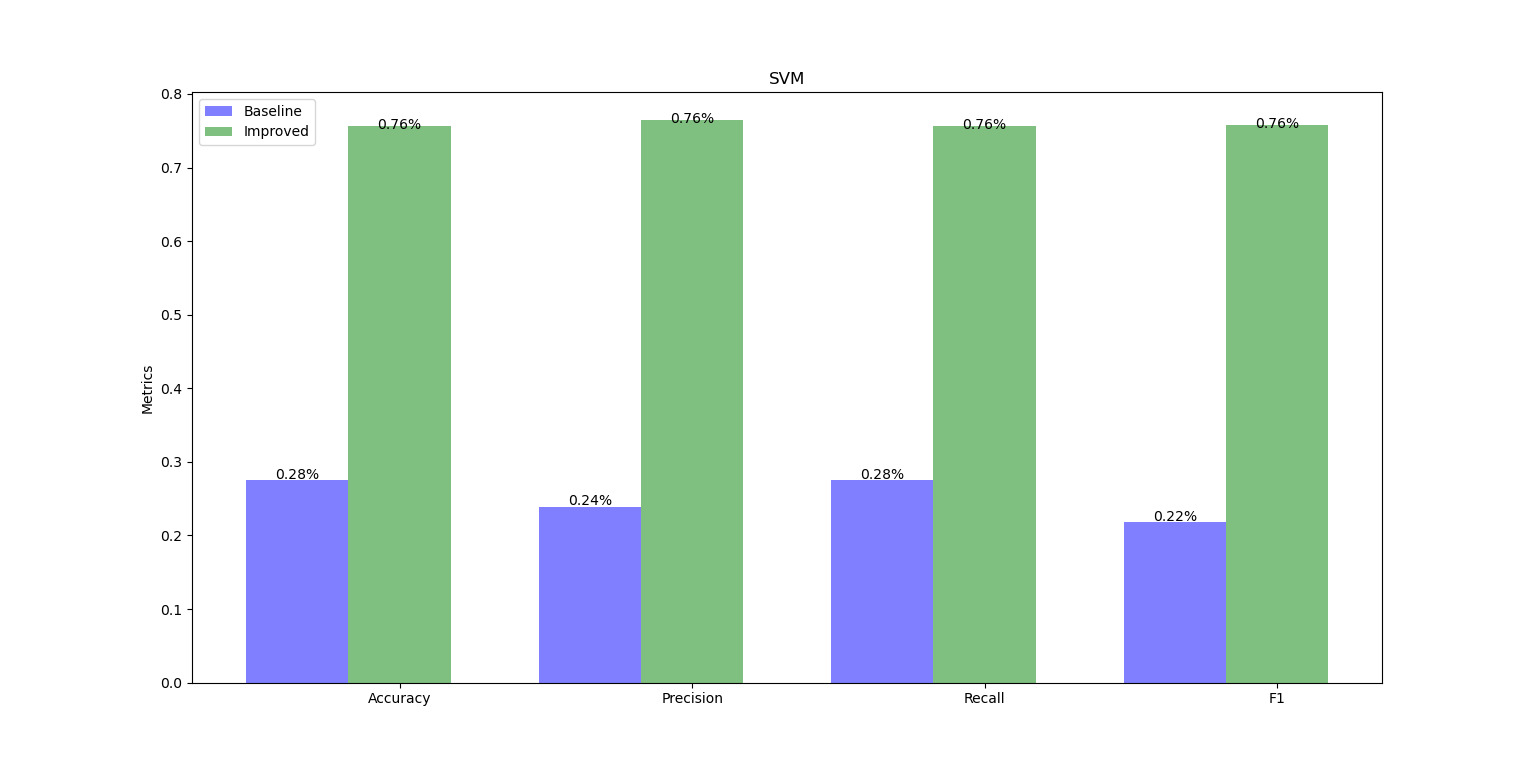 SVM
Baseline
Improved
Metrics
0.8
0.7
0.6
0.5
0.4
0.3
0.2
0.1
0.0
0.28%
0.76%
0.24%
0.76%
0.28%
0.76%
0.22%
0.76%
Accuracy
Precision
Recall
F1